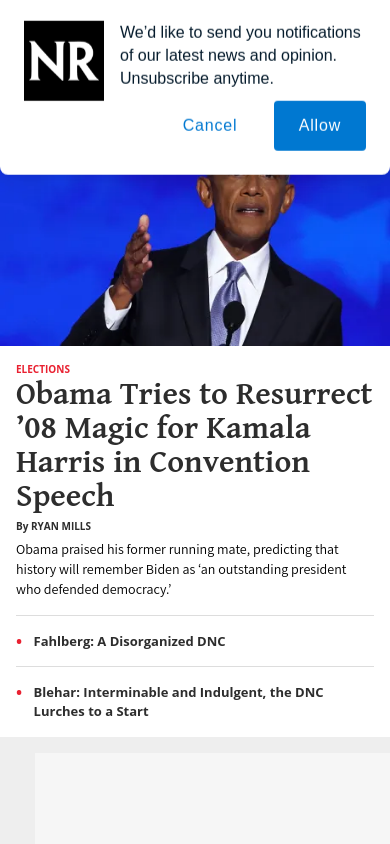 NR
We’d like to send you notifications
of our latest news and opinion.
Unsubscribe anytime.
Cancel
Allow
ELECTIONS
Obama Tries to Resurrect
’08 Magic for Kamala
Harris in Convention
Speech
By RYAN MILLS
Obama praised his former running mate, predicting that
history will remember Biden as ‘an outstanding president
who defended democracy.’
• Fahlberg: A Disorganized DNC
• Blehar: Interminable and Indulgent, the DNC
Lurches to a Start